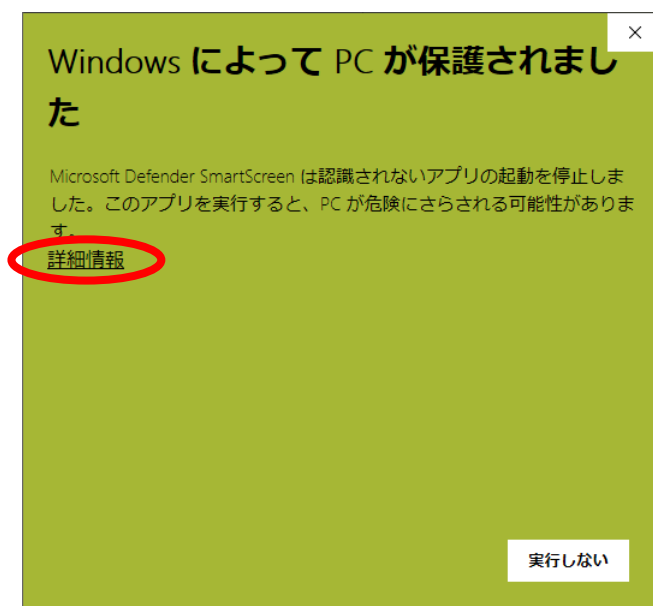 Windows によって PC が保護されまし
た
Microsoft Defender SmartScreen は認識されないアプリの起動を停止しま
した。このアプリを実行すると、PC が危険にさらされる可能性がありま
す。
詳細情報
実行しない